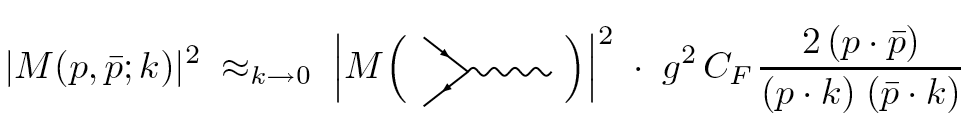 |M(p, p̄; k)|² ≈ₖ→₀ |M( )|² · g² C_F 2 (p · p̄) / (p · k) (p̄ · k)